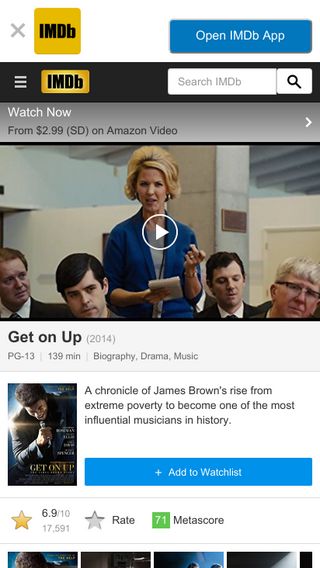 IMDb
Open IMDb App
IMDb
Search IMDb
Watch Now
From $2.99 (SD) on Amazon Video
Get on Up (2014)
PG-13 | 139 min | Biography, Drama, Music
A chronicle of James Brown's rise from
extreme poverty to become one of the most
influential musicians in history.
GET ON UP
+ Add to Watchlist
6.9/10
17,591
Rate
71 Metascore